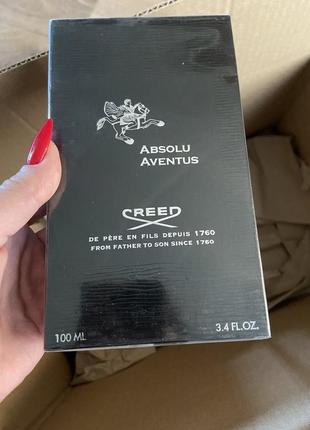 ABSOLU
AVENTUS
CREED
DE PÈRE EN FILS DEPUIS 1760
FROM FATHER TO SON SINCE 1760
100 ML
3.4 FL.OZ.